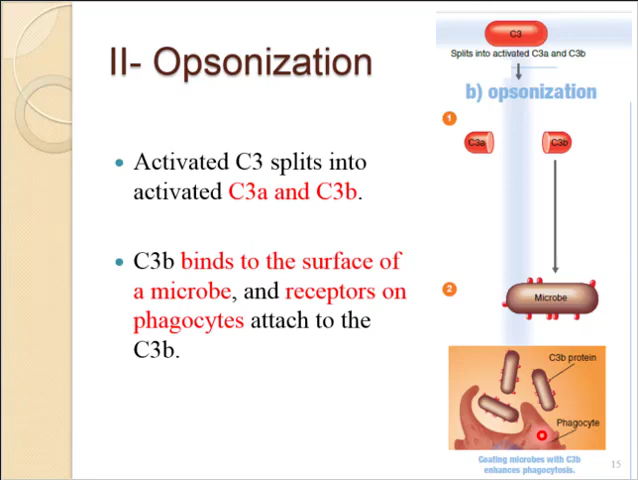 II- Opsonization
Activated C3 splits into
activated C3a and C3b.
C3b binds to the surface of
a microbe, and receptors on
phagocytes attach to the
C3b.
C3
Splits into activated C3a and C3b
b) opsonization
1
C3a
C3b
2
Microbe
C3b protein
Phagocyte
Coating microbes with C3b
enhances phagocytosis.
15